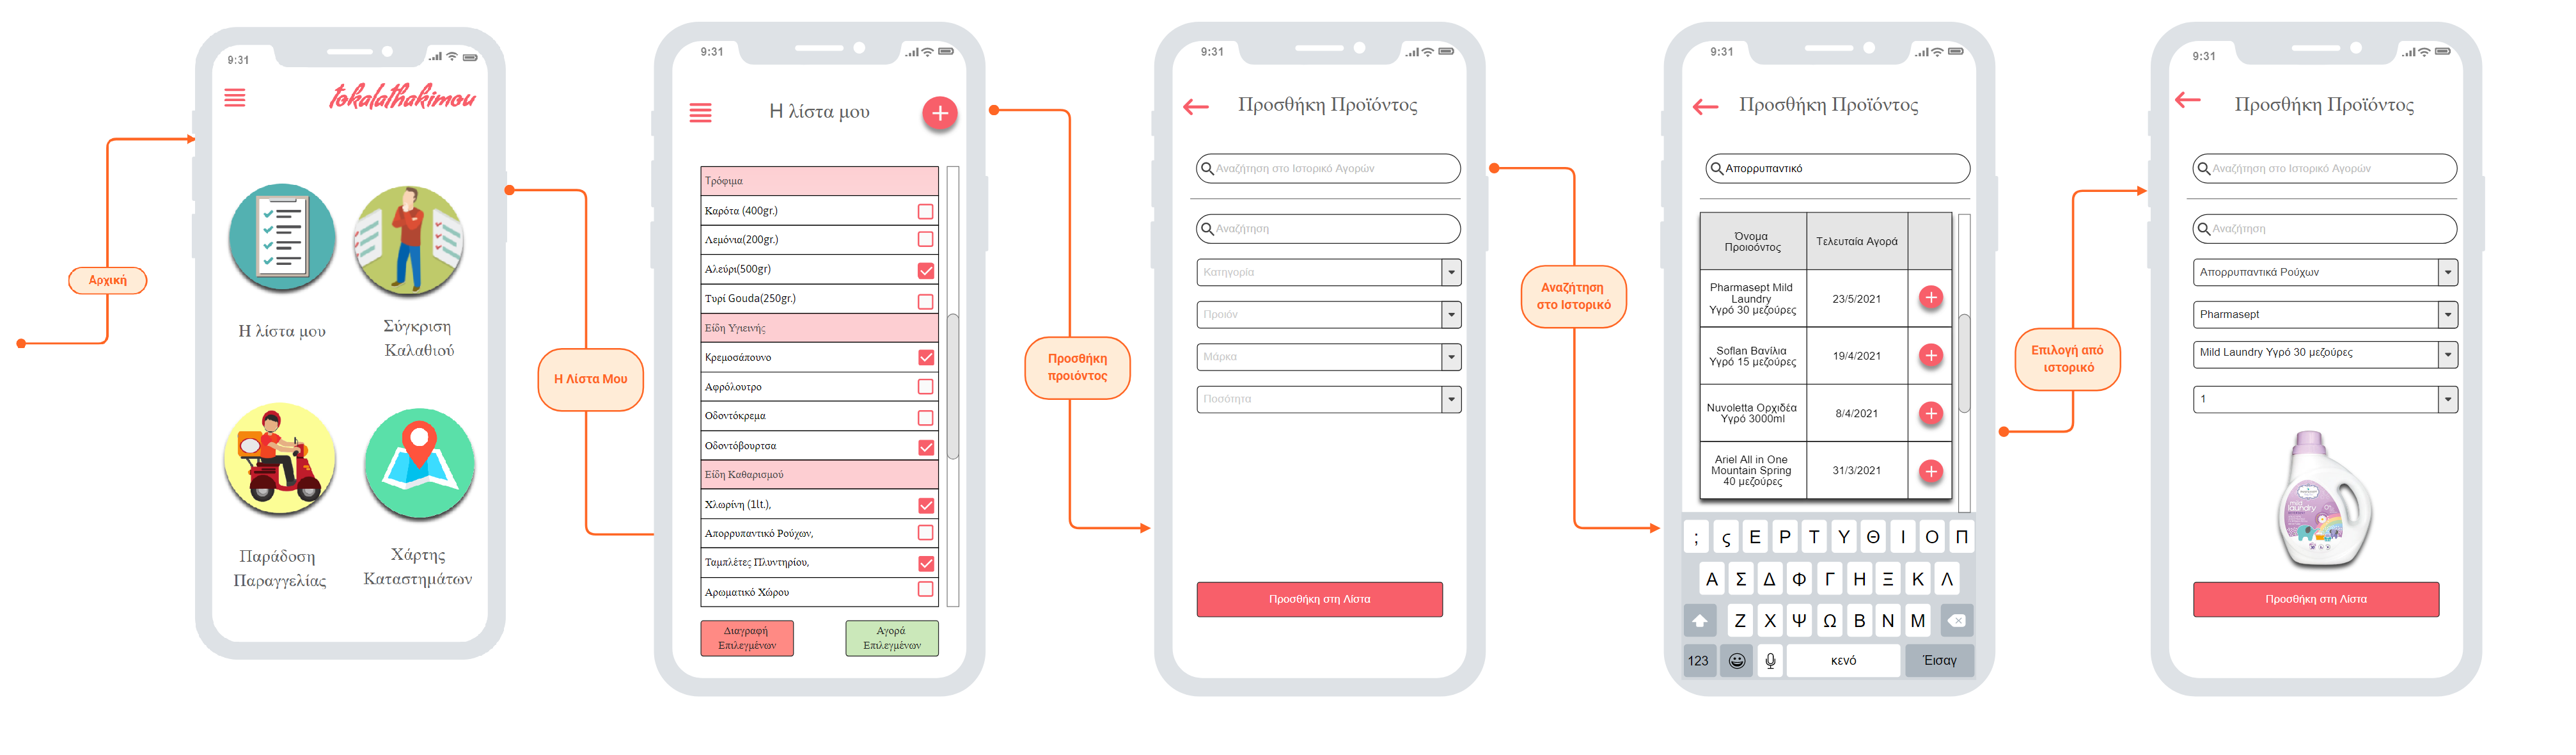 Αρχική
9:31
tokalathakimou
Η λίστα μου
Σύγκριση
Καλαθιού
Παράδοση
Παραγγελίας
Χάρτης
Καταστημάτων
Η Λίστα Μου
9:31
Η λίστα μου
Τρόφιμα
Καρότα (400gr.)
Λεμόνια(200gr.)
Αλεύρι(500gr)
Τυρί Gouda(250gr.)
Είδη Υγιεινής
Κρεμοσάπουνο
Αφρόλουτρο
Οδοντόκρεμα
Οδοντόβουρτσα
Είδη Καθαρισμού
Χλωρίνη (1lt.),
Απορρυπαντικό Ρούχων,
Ταμπλέτες Πλυντηρίου,
Αρωματικό Χώρου
Διαγραφή
Επιλεγμένων
Αγορά
Επιλεγμένων
Προσθήκη
προιόντος
9:31
Προσθήκη Προϊόντος
Αναζήτηση στο Ιστορικό Αγορών
Αναζήτηση
Κατηγορία
Προιόν
Μάρκα
Ποσότητα
Προσθήκη στη Λίστα
Αναζήτηση
στο Ιστορικό
9:31
Προσθήκη Προϊόντος
Απορρυπαντικό
Όνομα
Προιοόντος
Τελευταία Αγορά
Pharmasept Mild
Laundry
Υγρό 30 μεζούρες
23/5/2021
Soflan Βανίλια
Υγρό 15 μεζούρες
19/4/2021
Nuvoletta Ορχιδέα
Υγρό 3000ml
8/4/2021
Ariel All in One
Mountain Spring
40 μεζούρες
31/3/2021
; ς Ε Ρ Τ Υ Θ Ι Ο Π
Α Σ Δ Φ Γ Η Ξ Κ Λ
Ζ Χ Ψ Ω Β Ν Μ
123 κενό Έισαγ
Επιλογή από
ιστορικό
9:31
Προσθήκη Προϊόντος
Αναζήτηση στο Ιστορικό Αγορών
Αναζήτηση
Απορρυπαντικά Ρούχων
Pharmasept
Mild Laundry Υγρό 30 μεζούρες
1
laundry
Προσθήκη στη Λίστα